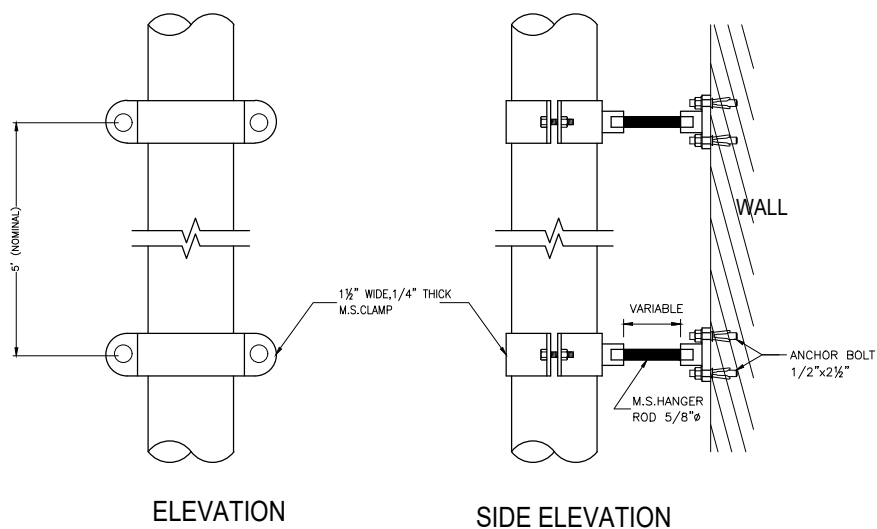 5' (NOMINAL)
1½" WIDE,1/4" THICK
M.S.CLAMP
VARIABLE
WALL
M.S.HANGER
ROD 5/8"ø
ANCHOR BOLT
1/2"x2½"
ELEVATION
SIDE ELEVATION